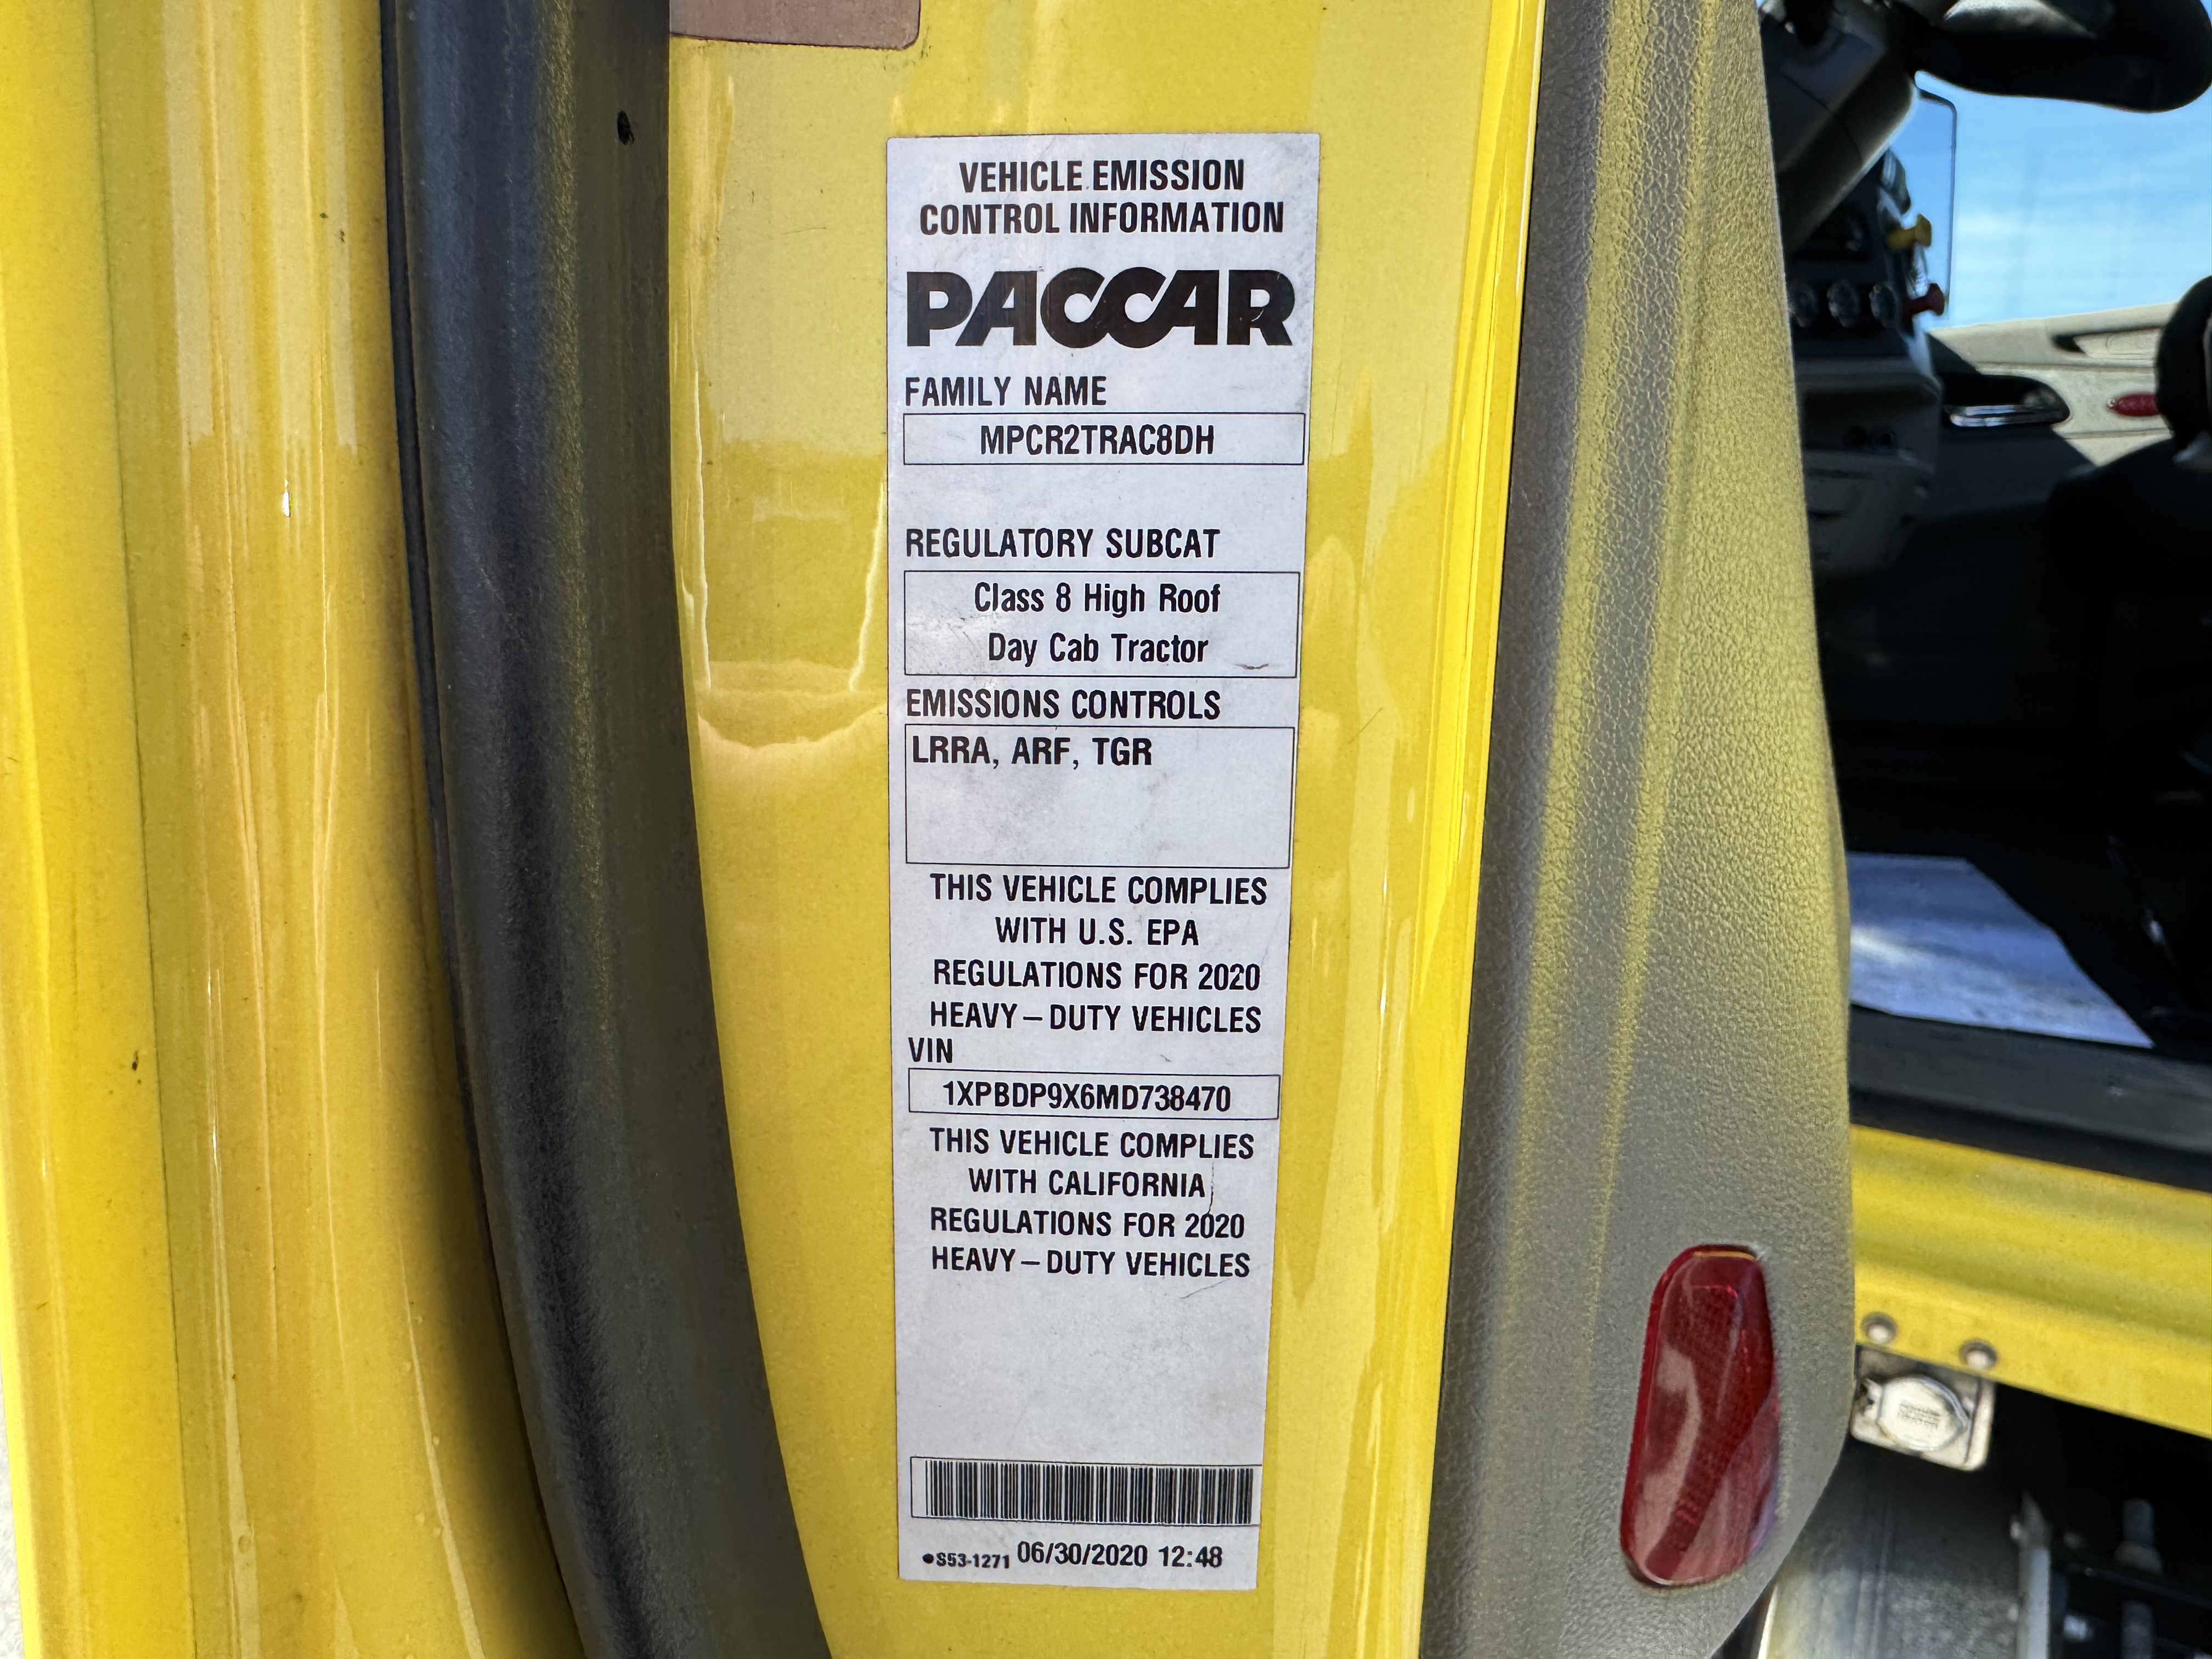 VEHICLE EMISSION
CONTROL INFORMATION
PACCAR
FAMILY NAME
MPCR2TRAC8DH
REGULATORY SUBCAT
Class 8 High Roof
Day Cab Tractor
EMISSIONS CONTROLS
LRRA, ARF, TGR
THIS VEHICLE COMPLIES
WITH U.S. EPA
REGULATIONS FOR 2020
HEAVY–DUTY VEHICLES
VIN
1XPBDP9X6MD738470
THIS VEHICLE COMPLIES
WITH CALIFORNIA
REGULATIONS FOR 2020
HEAVY–DUTY VEHICLES
●S53-1271 06/30/2020 12:48